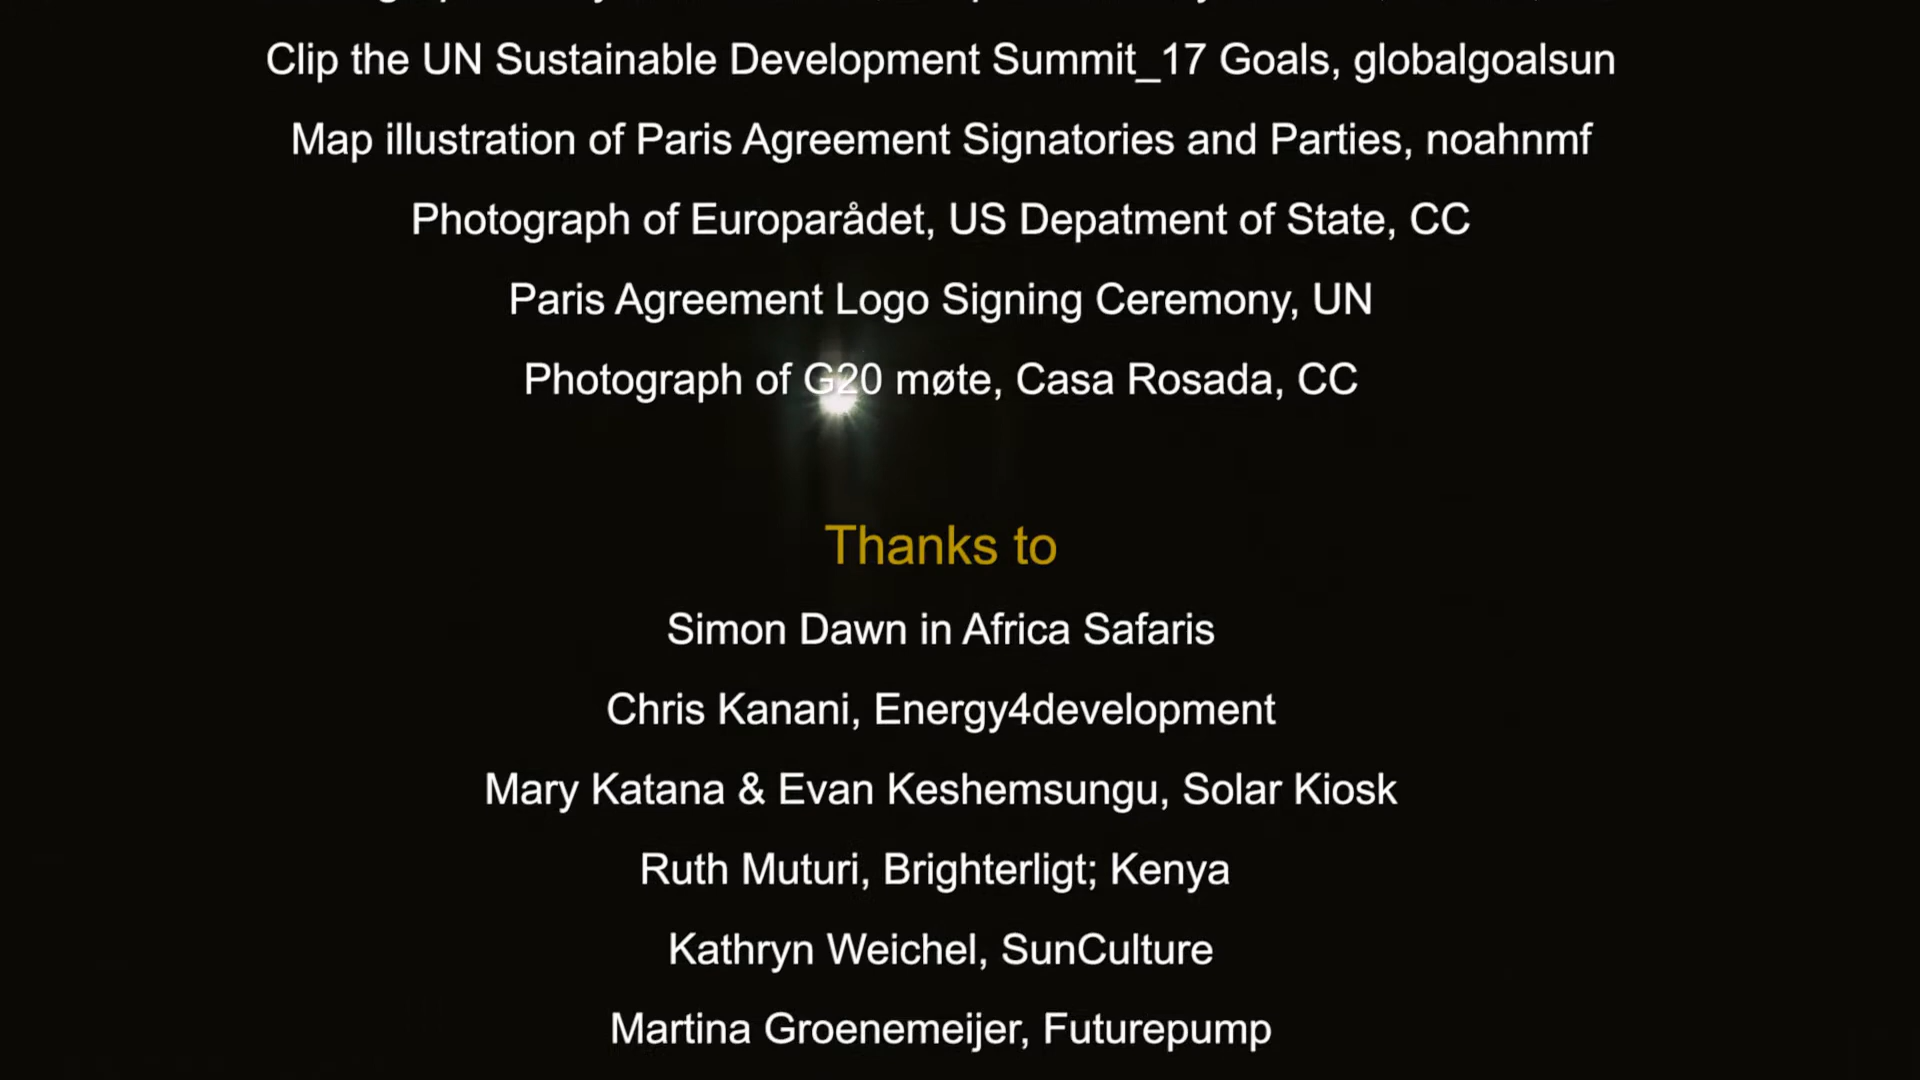 Clip the UN Sustainable Development Summit_17 Goals, globalgoalsun
Map illustration of Paris Agreement Signatories and Parties, noahnmf
Photograph of Europarådet, US Depatment of State, CC
Paris Agreement Logo Signing Ceremony, UN
Photograph of G20 møte, Casa Rosada, CC
Thanks to
Simon Dawn in Africa Safaris
Chris Kanani, Energy4development
Mary Katana & Evan Keshemsungu, Solar Kiosk
Ruth Muturi, Brighterligt; Kenya
Kathryn Weichel, SunCulture
Martina Groenemeijer, Futurepump